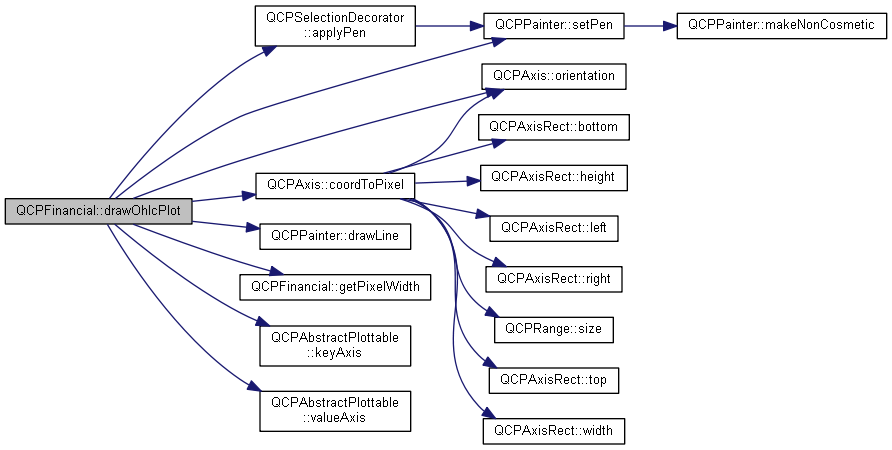 QCPSelectionDecorator
::applyPen
QCPPainter::setPen
QCPPainter::makeNonCosmetic
QCPAxis::orientation
QCPAxisRect::bottom
QCPAxisRect::height
QCPAxis::coordToPixel
QCPFinancial::drawOhlcPlot
QCPAxisRect::left
QCPPainter::drawLine
QCPAxisRect::right
QCPFinancial::getPixelWidth
QCPRange::size
QCPAbstractPlottable
::keyAxis
QCPAxisRect::top
QCPAbstractPlottable
::valueAxis
QCPAxisRect::width